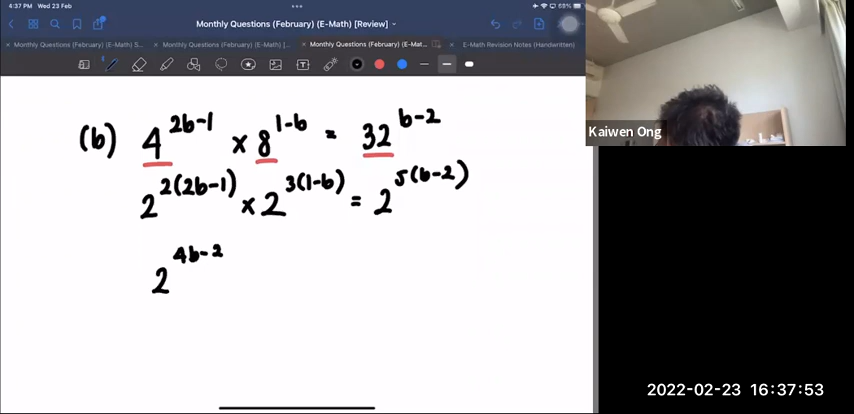 4:37 PM Wed 23 Feb
68%
Monthly Questions (February) (E-Math) [Review]
Monthly Questions (February) (E-Math) S...
Monthly Questions (February) (E-Math) [...
Monthly Questions (February) (E-Mat...
E-Math Revision Notes (Handwritten)
(b) 4^{2b-1} × 8^{1-b} = 32^{b-2}
2^{2(2b-1)} × 2^{3(1-b)} = 2^{5(b-2)}
2^{4b-2}
Kaiwen Ong
2022-02-23 16:37:53